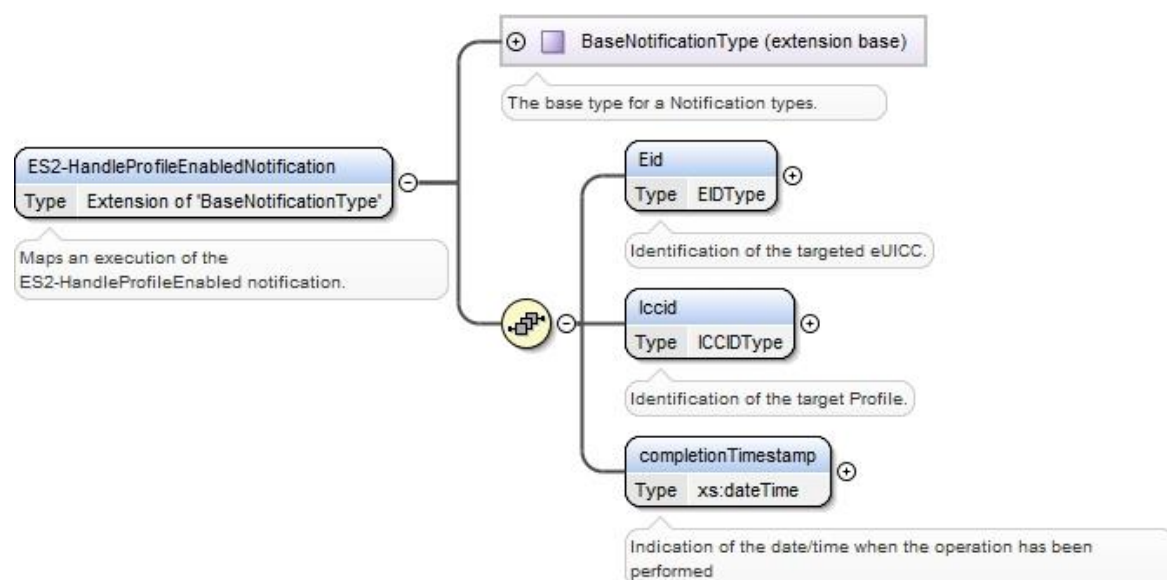 BaseNotificationType (extension base)
The base type for a Notification types.
ES2-HandleProfileEnabledNotification
Type Extension of 'BaseNotificationType'
Maps an execution of the
ES2-HandleProfileEnabled notification.
Eid
Type EIDType
Identification of the targeted eUICC.
Iccid
Type ICCIDType
Identification of the target Profile.
completionTimestamp
Type xs:dateTime
Indication of the date/time when the operation has been
performed